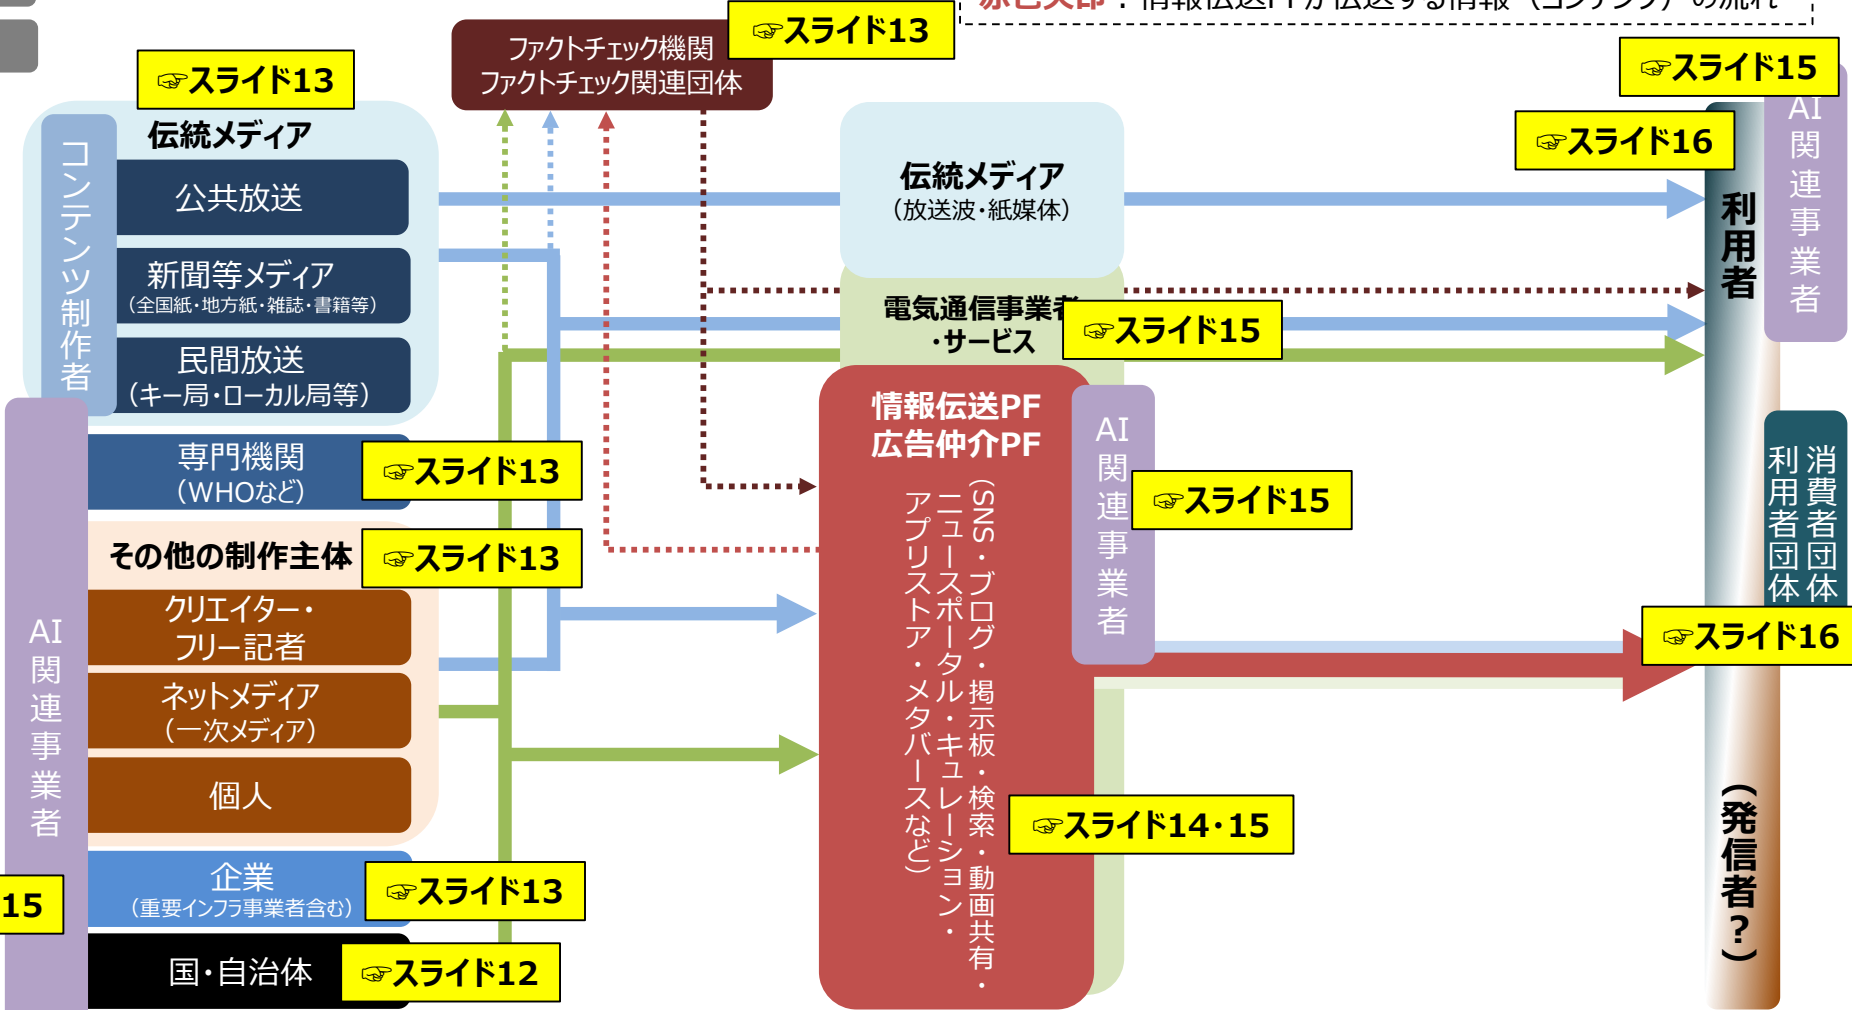 赤色矢印：情報伝送PFが伝送する情報（コンテンツ）の流れ
☞スライド13
ファクトチェック機関
ファクトチェック関連団体
☞スライド13
☞スライド15
☞スライド16
コンテンツ制作者
伝統メディア
公共放送
新聞等メディア
（全国紙・地方紙・雑誌・書籍等）
民間放送
（キー局・ローカル局等）
伝統メディア
（放送波・紙媒体）
電気通信事業者
・サービス
☞スライド15
利用者
AI関連事業者
専門機関
（WHOなど）
☞スライド13
その他の制作主体
☞スライド13
クリエイター・
フリー記者
ネットメディア
（一次メディア）
個人
企業
（重要インフラ事業者含む）
☞スライド13
国・自治体
☞スライド12
AI関連事業者
15
情報伝送PF
広告仲介PF
（SNS・ブログ・掲示板・検索・動画共有・
ニュースポータル・キュレーション・
アプリストア・メタバースなど）
AI関連事業者
☞スライド15
☞スライド14・15
消費者団体
利用者団体
☞スライド16
（発信者？）